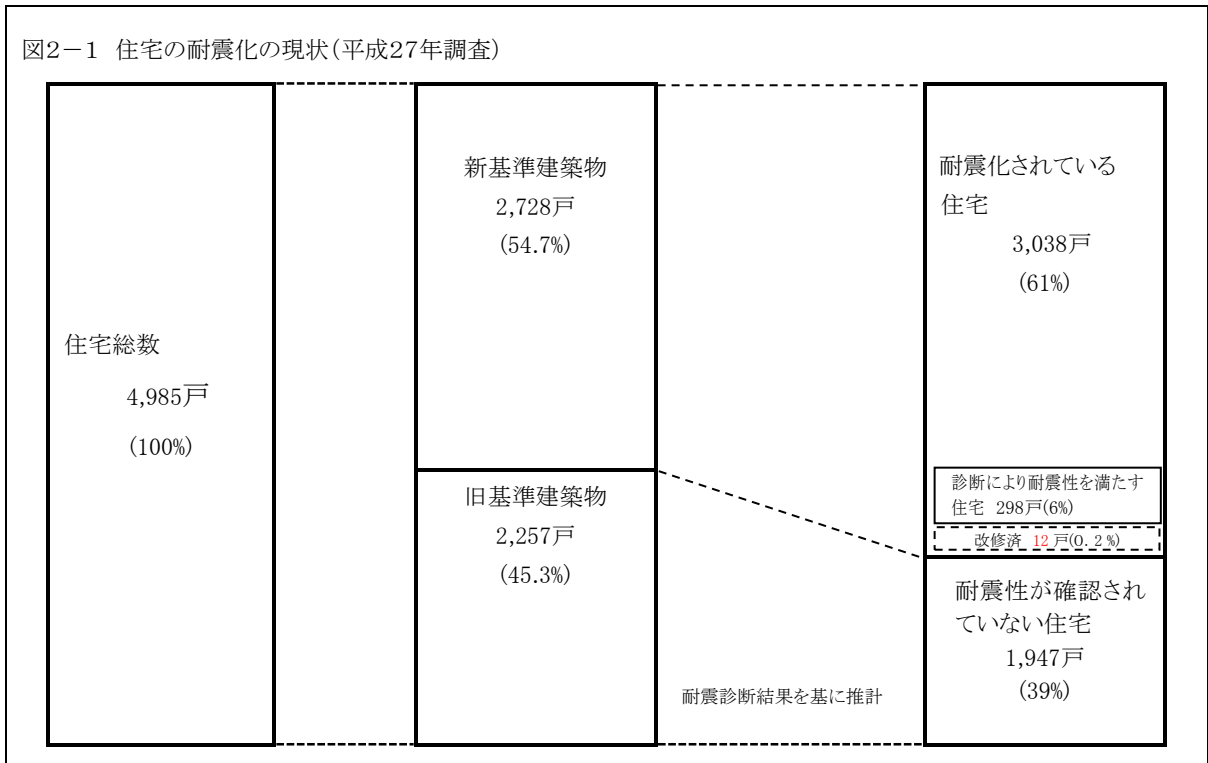 図2－1 住宅の耐震化の現状（平成27年調査）
住宅総数
4,985戸
(100%)
新基準建築物
2,728戸
(54.7%)
旧基準建築物
2,257戸
(45.3%)
耐震診断結果を基に推計
耐震化されている
住宅
3,038戸
(61%)
診断により耐震性を満たす
住宅 298戸(6%)
改修済 12戸(0.2%)
耐震性が確認され
ていない住宅
1,947戸
(39%)